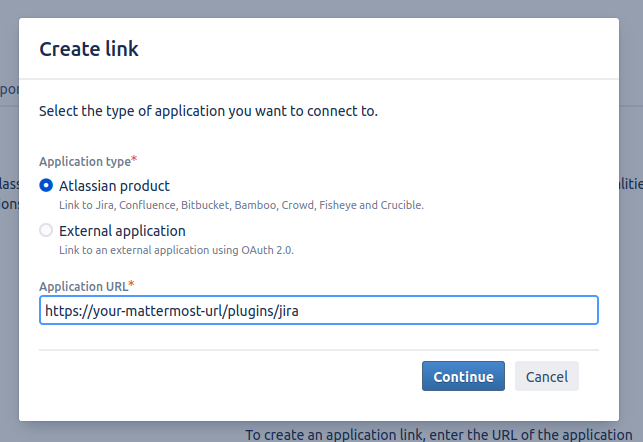 Create link
Select the type of application you want to connect to.
Application type*
Atlassian product
Link to Jira, Confluence, Bitbucket, Bamboo, Crowd, Fisheye and Crucible.
External application
Link to an external application using OAuth 2.0.
Application URL*
https://your-mattermost-url/plugins/jira
Continue Cancel
To create an application link, enter the URL of the application